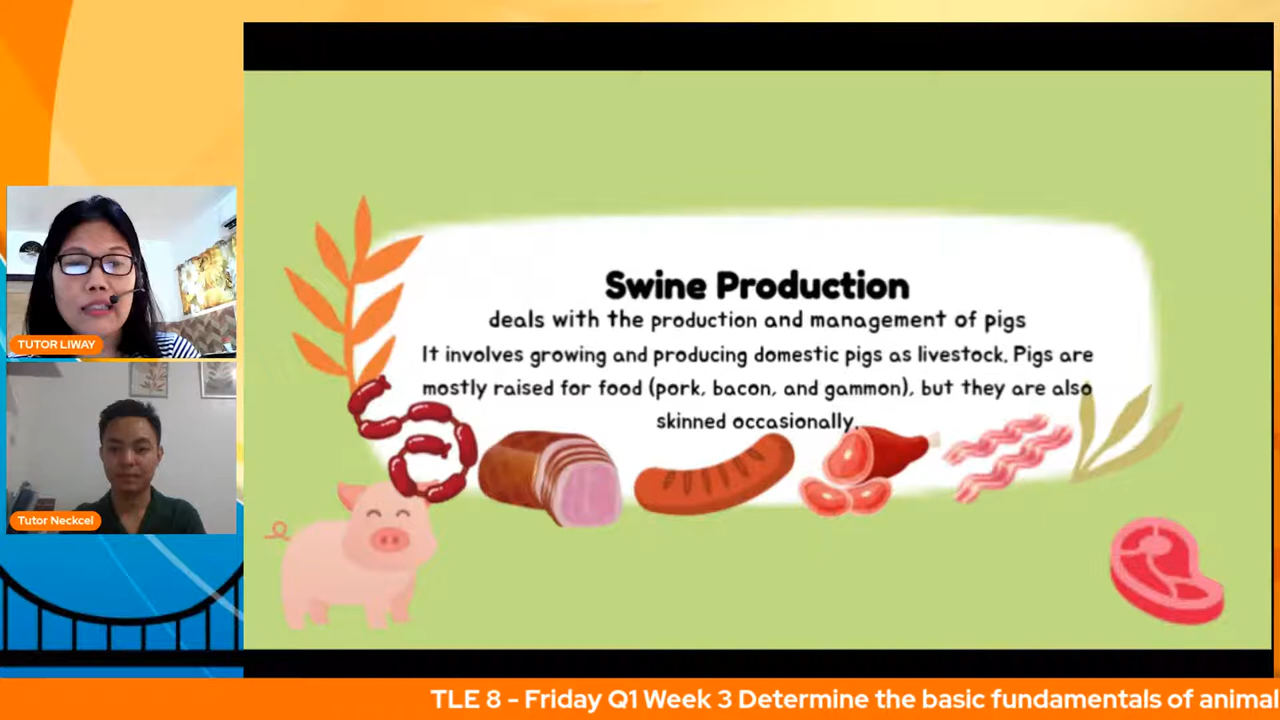 Swine Production
deals with the production and management of pigs
It involves growing and producing domestic pigs as livestock. Pigs are
mostly raised for food (pork, bacon, and gammon), but they are also
skinned occasionally.
TUTOR LIWAY
Tutor Neckcel
TLE 8 - Friday Q1 Week 3 Determine the basic fundamentals of animal